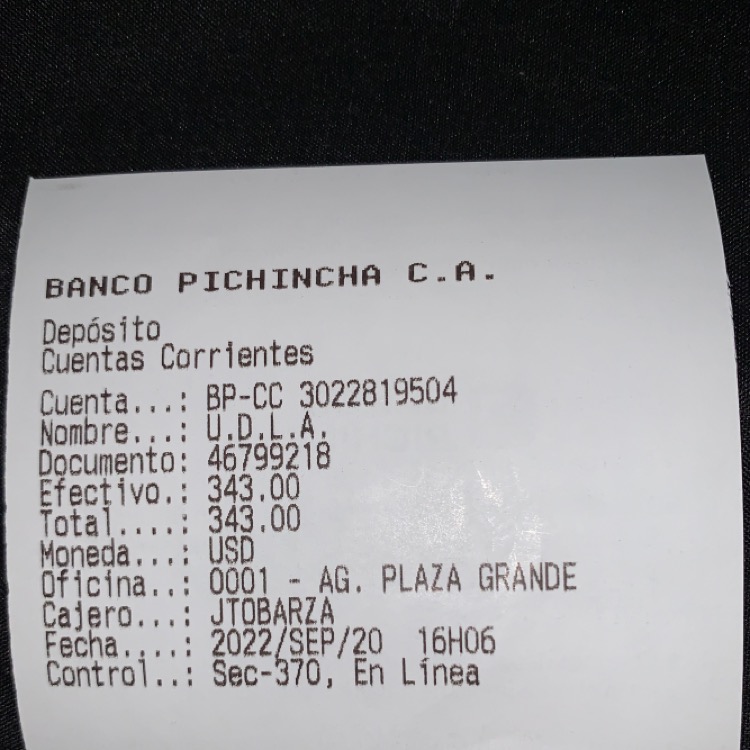 BANCO PICHINCHA C.A.
Depósito
Cuentas Corrientes
Cuenta...: BP-CC 3022819504
Nombre...: U.D.L.A.
Documento: 46799218
Efectivo.: 343.00
Total....: 343.00
Moneda...: USD
Oficina..: 0001 - AG. PLAZA GRANDE
Cajero...: JTOBARZA
Fecha....: 2022/SEP/20 16H06
Control..: Sec-370, En Línea